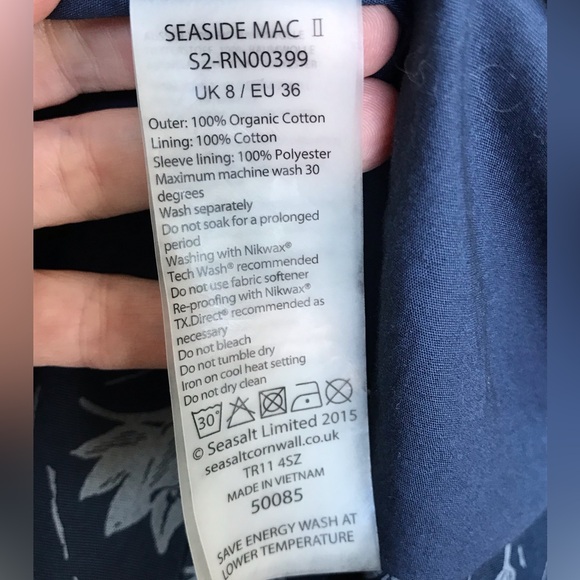 SEASIDE MAC II
S2-RN00399
UK 8 / EU 36
Outer: 100% Organic Cotton
Lining: 100% Cotton
Sleeve lining: 100% Polyester
Maximum machine wash 30
degrees
Wash separately
Do not soak for a prolonged
period
Washing with Nikwax®
Tech Wash® recommended
Do not use fabric softener
Re-proofing with Nikwax®
TX.Direct® recommended as
necessary
Do not bleach
Do not tumble dry
Iron on cool heat setting
Do not dry clean
30°
© Seasalt Limited 2015
seasaltcornwall.co.uk
TR11 4SZ
MADE IN VIETNAM
50085
SAVE ENERGY WASH AT
LOWER TEMPERATURE